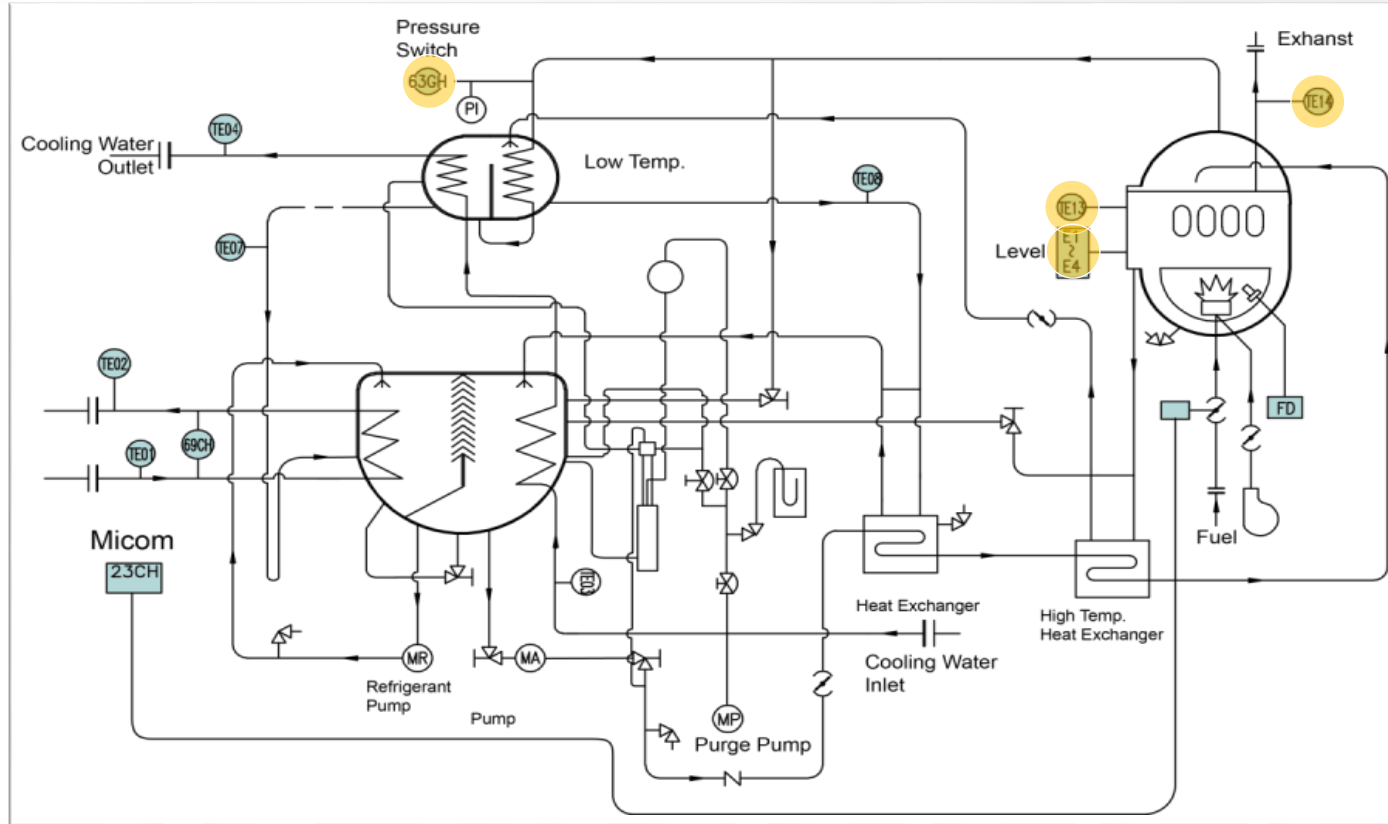 Pressure
Switch
63GH
PI
Exhanst
TE14
TE04
Cooling Water
Outlet
Low Temp.
TE08
TE13
TE07
Level
E1
~
E4
TE02
FD
69CH
TE01
Micom
23CH
TE03
Fuel
Heat Exchanger
High Temp.
Heat Exchanger
Cooling Water
Inlet
MR
MA
Refrigerant
Pump
Pump
MP
Purge Pump